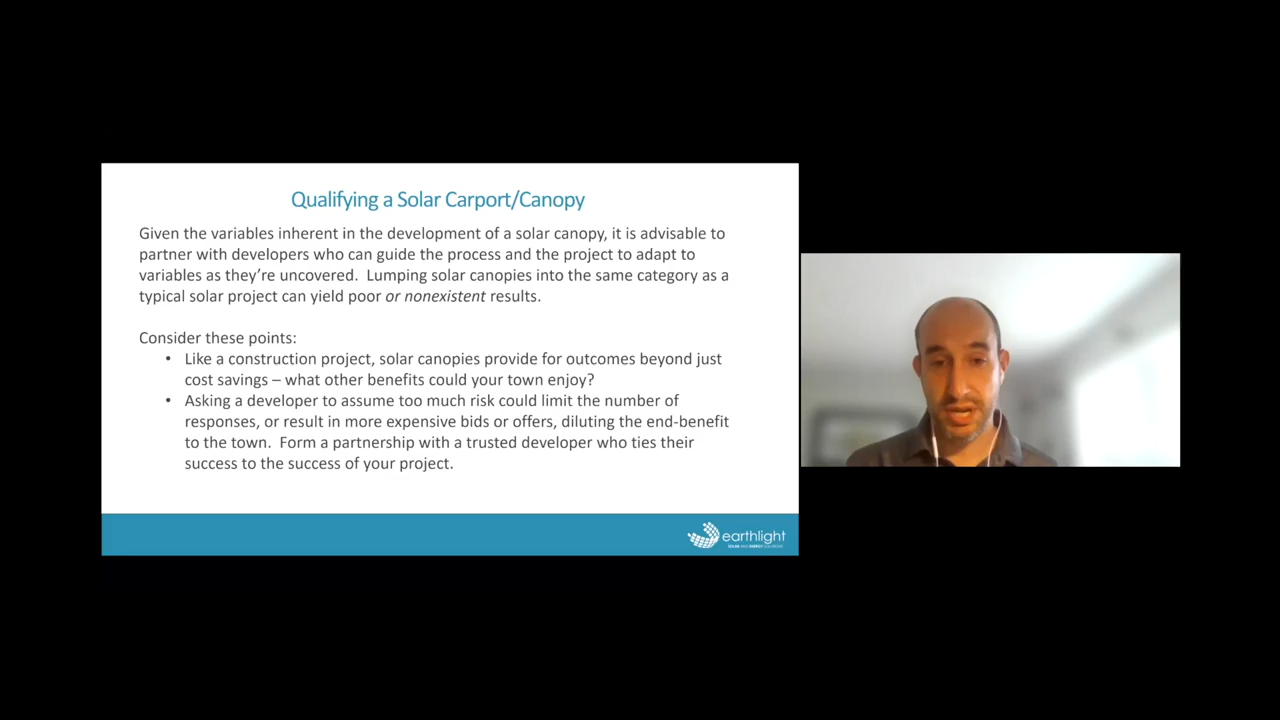 Qualifying a Solar Carport/Canopy
Given the variables inherent in the development of a solar canopy, it is advisable to
partner with developers who can guide the process and the project to adapt to
variables as they’re uncovered.  Lumping solar canopies into the same category as a
typical solar project can yield poor or nonexistent results.
Consider these points:
• Like a construction project, solar canopies provide for outcomes beyond just
cost savings – what other benefits could your town enjoy?
• Asking a developer to assume too much risk could limit the number of
responses, or result in more expensive bids or offers, diluting the end-benefit
to the town.  Form a partnership with a trusted developer who ties their
success to the success of your project.
earthlight
SOLAR AND ENERGY SOLUTIONS